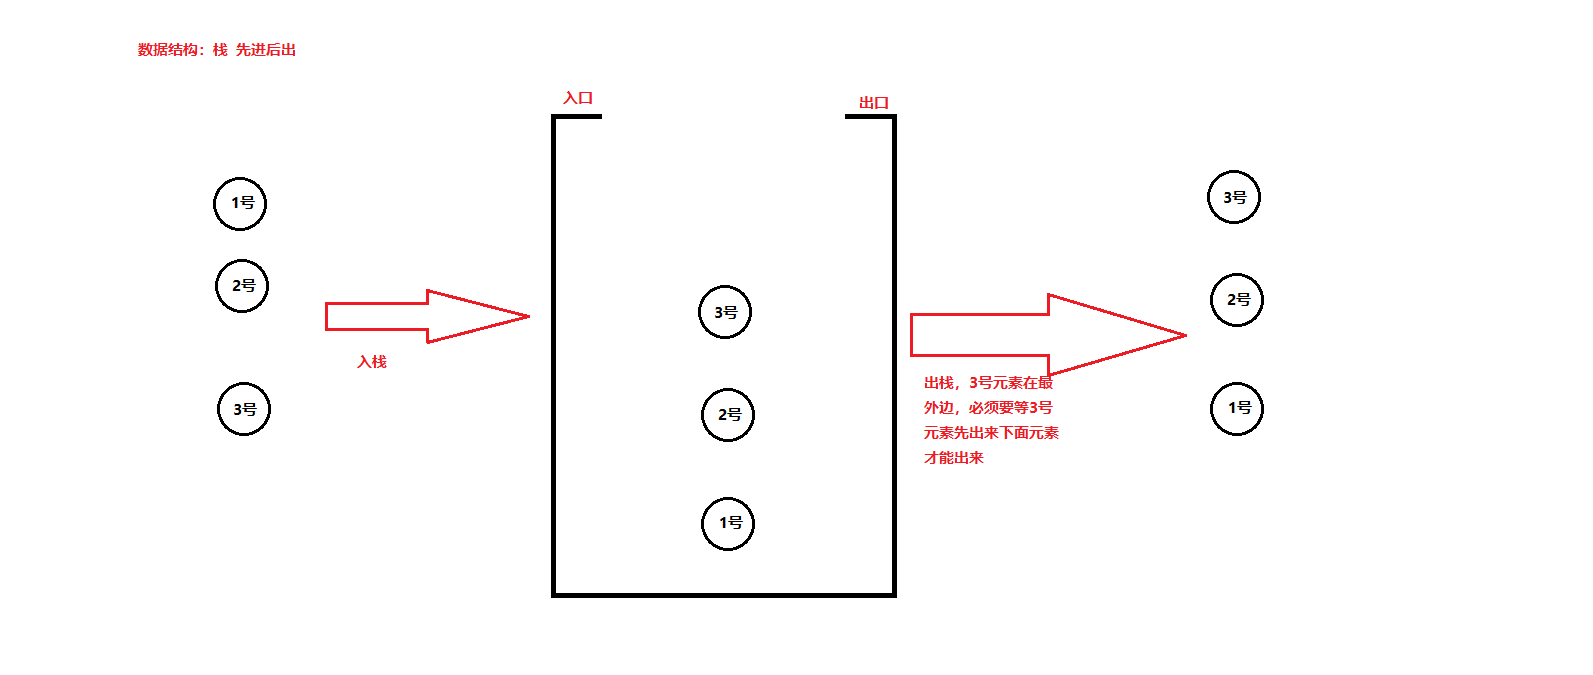 数据结构：栈 先进后出
入口
出口
1号
2号
3号
入栈
3号
2号
1号
出栈，3号元素在最
外边，必须要等3号
元素先出来下面元素
才能出来
3号
2号
1号